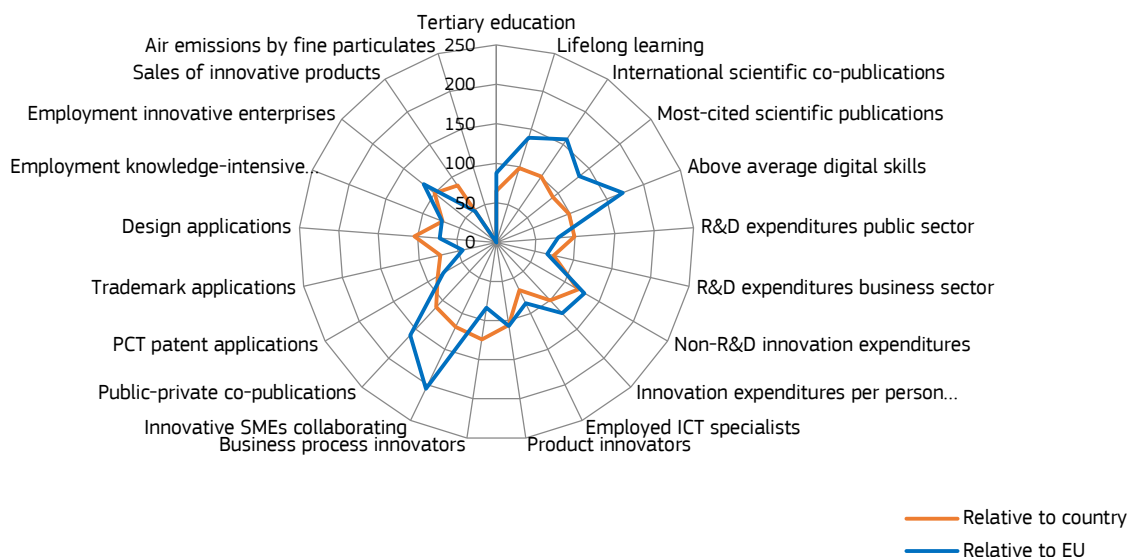 Tertiary education
Lifelong learning
International scientific co-publications
Most-cited scientific publications
Above average digital skills
R&D expenditures public sector
R&D expenditures business sector
Non-R&D innovation expenditures
Innovation expenditures per person...
Employed ICT specialists
Product innovators
Business process innovators
Innovative SMEs collaborating
Public-private co-publications
PCT patent applications
Trademark applications
Design applications
Employment knowledge-intensive...
Employment innovative enterprises
Sales of innovative products
Air emissions by fine particulates
250
200
150
100
50
0
Relative to country
Relative to EU